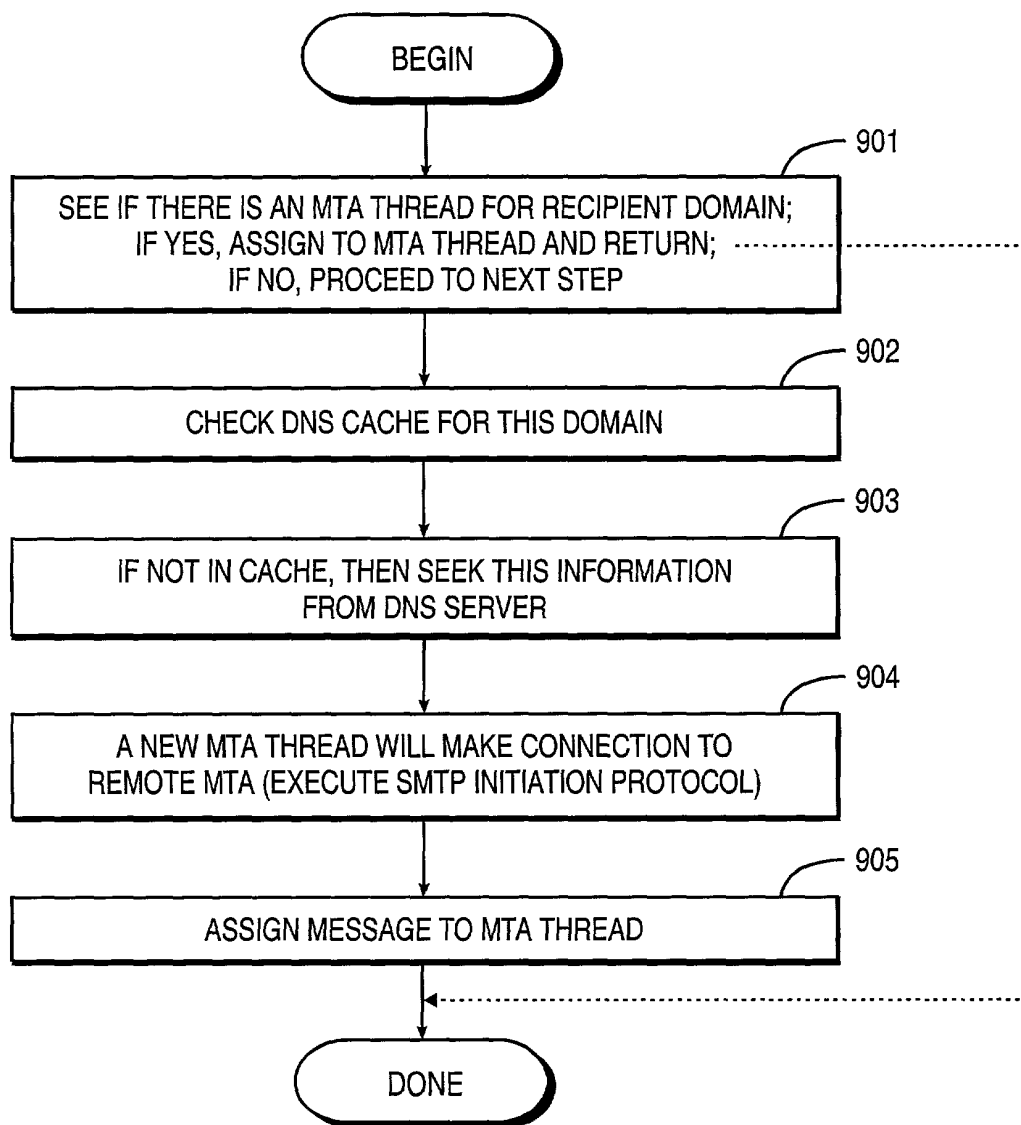 BEGIN
901
SEE IF THERE IS AN MTA THREAD FOR RECIPIENT DOMAIN;
IF YES, ASSIGN TO MTA THREAD AND RETURN;
IF NO, PROCEED TO NEXT STEP
902
CHECK DNS CACHE FOR THIS DOMAIN
903
IF NOT IN CACHE, THEN SEEK THIS INFORMATION
FROM DNS SERVER
904
A NEW MTA THREAD WILL MAKE CONNECTION TO
REMOTE MTA (EXECUTE SMTP INITIATION PROTOCOL)
905
ASSIGN MESSAGE TO MTA THREAD
DONE